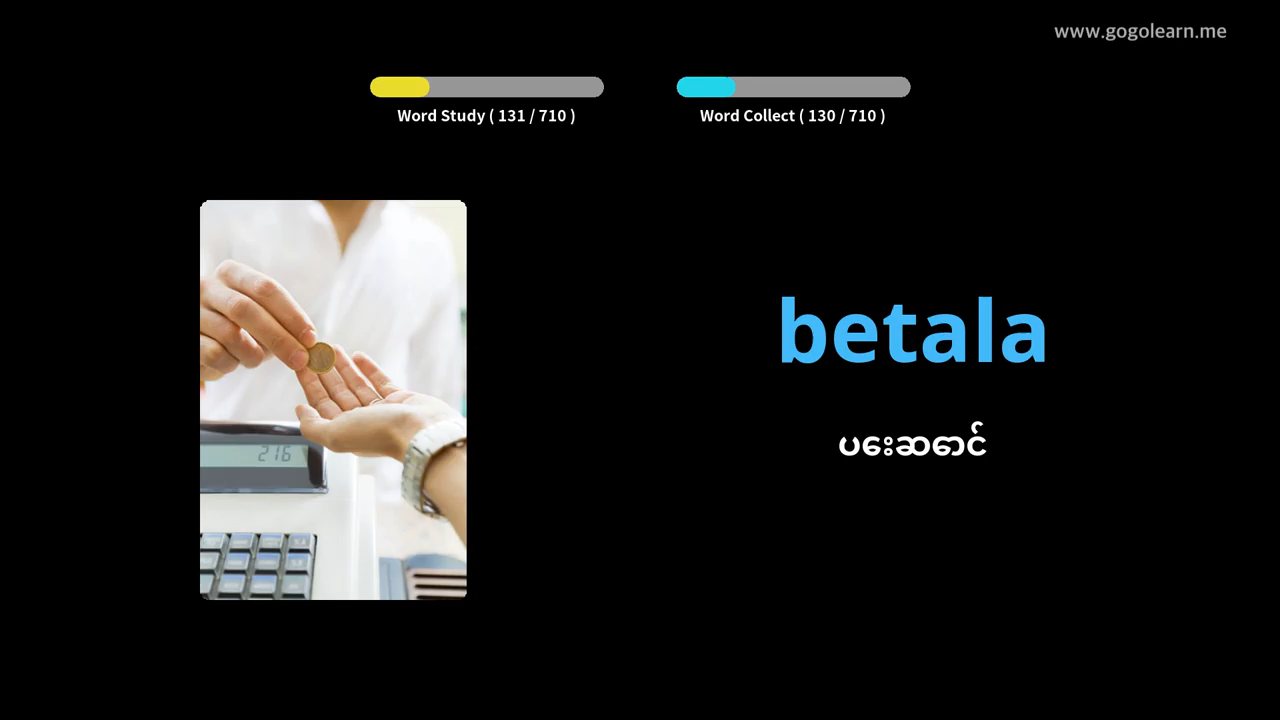 www.gogolearn.me
Word Study ( 131 / 710 )
Word Collect ( 130 / 710 )
betala
ပေးဆောင်
216